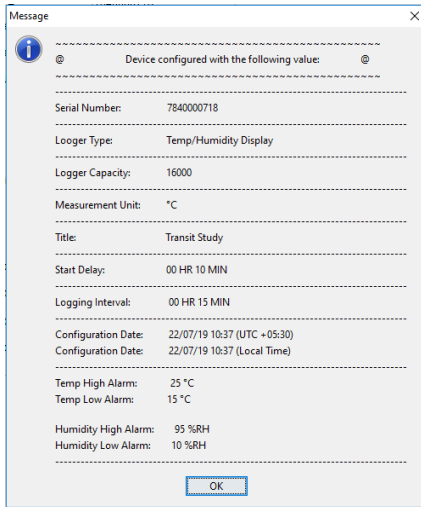 Message
~~~~~~~~~~~~~~~~~~~~~~~~~~~~~~~~~~~~~~~~~~~~~~~
@ Device configured with the following value: @
~~~~~~~~~~~~~~~~~~~~~~~~~~~~~~~~~~~~~~~~~~~~~~~
--------------------------------------------------------------------------------
Serial Number: 7840000718
--------------------------------------------------------------------------------
Looger Type: Temp/Humidity Display
--------------------------------------------------------------------------------
Logger Capacity: 16000
--------------------------------------------------------------------------------
Measurement Unit: °C
--------------------------------------------------------------------------------
Title: Transit Study
--------------------------------------------------------------------------------
Start Delay: 00 HR 10 MIN
--------------------------------------------------------------------------------
Logging Interval: 00 HR 15 MIN
--------------------------------------------------------------------------------
Configuration Date: 22/07/19 10:37 (UTC +05:30)
Configuration Date: 22/07/19 10:37 (Local Time)
--------------------------------------------------------------------------------
Temp High Alarm: 25 °C
Temp Low Alarm: 15 °C
Humidity High Alarm: 95 %RH
Humidity Low Alarm: 10 %RH
--------------------------------------------------------------------------------
OK